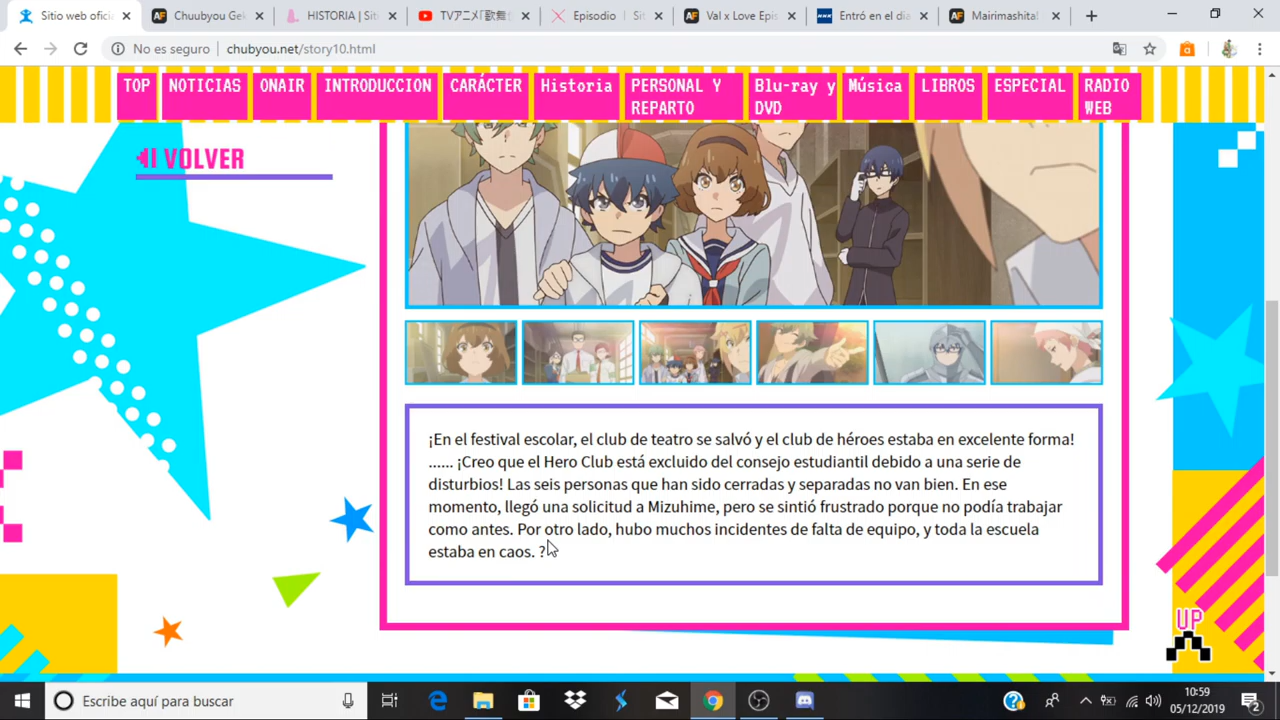 Sitio web ofici
Chuubyou Gek
HISTORIA | Siti
TVアニメ「歌舞
Episodio | Sit
Val x Love Epis
Entró en el dia
Mairimashita!
No es seguro
chubyou.net/story10.html
TOP
NOTICIAS
ONAIR
INTRODUCCION
CARÁCTER
Historia
PERSONAL Y
REPARTO
Blu-ray y
DVD
Música
LIBROS
ESPECIAL
RADIO
WEB
VOLVER
¡En el festival escolar, el club de teatro se salvó y el club de héroes estaba en excelente forma!
...... ¡Creo que el Hero Club está excluido del consejo estudiantil debido a una serie de
disturbios! Las seis personas que han sido cerradas y separadas no van bien. En ese
momento, llegó una solicitud a Mizuhime, pero se sintió frustrado porque no podía trabajar
como antes. Por otro lado, hubo muchos incidentes de falta de equipo, y toda la escuela
estaba en caos. ?
UP
Escribe aquí para buscar
10:59
05/12/2019
2